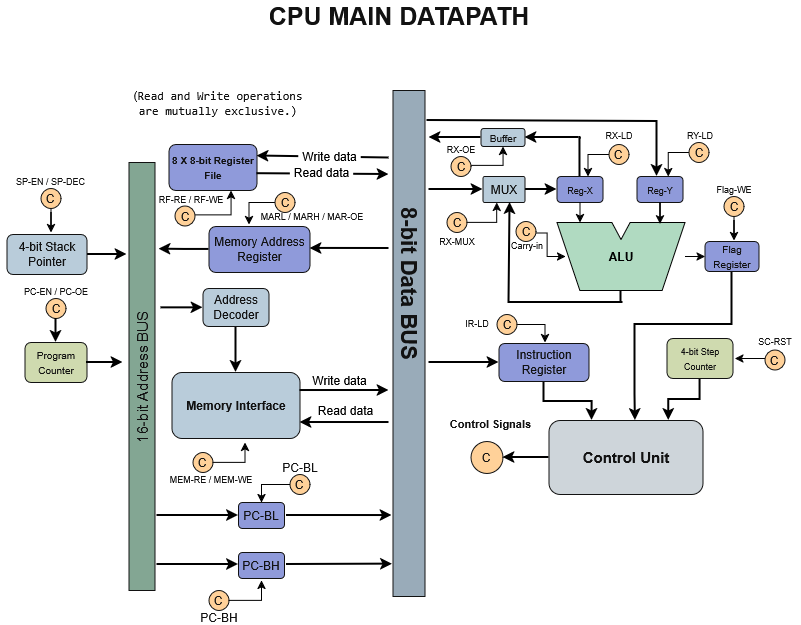 CPU MAIN DATAPATH
(Read and Write operations
are mutually exclusive.)
SP-EN / SP-DEC
C
4-bit Stack
Pointer
PC-EN / PC-OE
C
Program
Counter
16-bit Address BUS
8 X 8-bit Register
File
Write data
Read data
RF-RE / RF-WE
C
C
MARL / MARH / MAR-OE
Memory Address
Register
Address
Decoder
Memory Interface
Write data
Read data
C
MEM-RE / MEM-WE
PC-BL
C
PC-BL
PC-BH
C
PC-BH
8-bit Data BUS
Buffer
RX-OE
C
RX-LD
C
RY-LD
C
MUX
Reg-X
Reg-Y
C
RX-MUX
C
Carry-in
ALU
Flag-WE
C
Flag
Register
IR-LD
C
Instruction
Register
4-bit Step
Counter
SC-RST
C
Control Signals
C
Control Unit